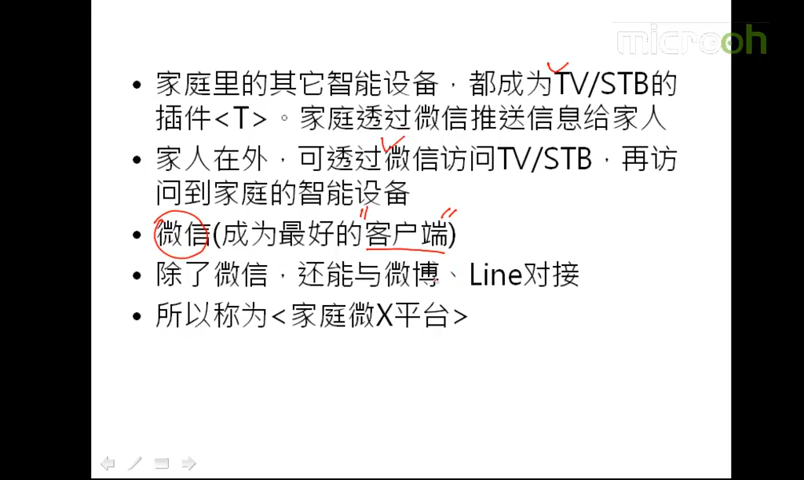 microoh
• 家庭里的其它智能设备，都成为TV/STB的
插件<T>。家庭透过微信推送信息给家人
• 家人在外，可透过微信访问TV/STB，再访
问到家庭的智能设备
• 微信(成为最好的"客户端")
• 除了微信，还能与微博、Line对接
• 所以称为<家庭微X平台>